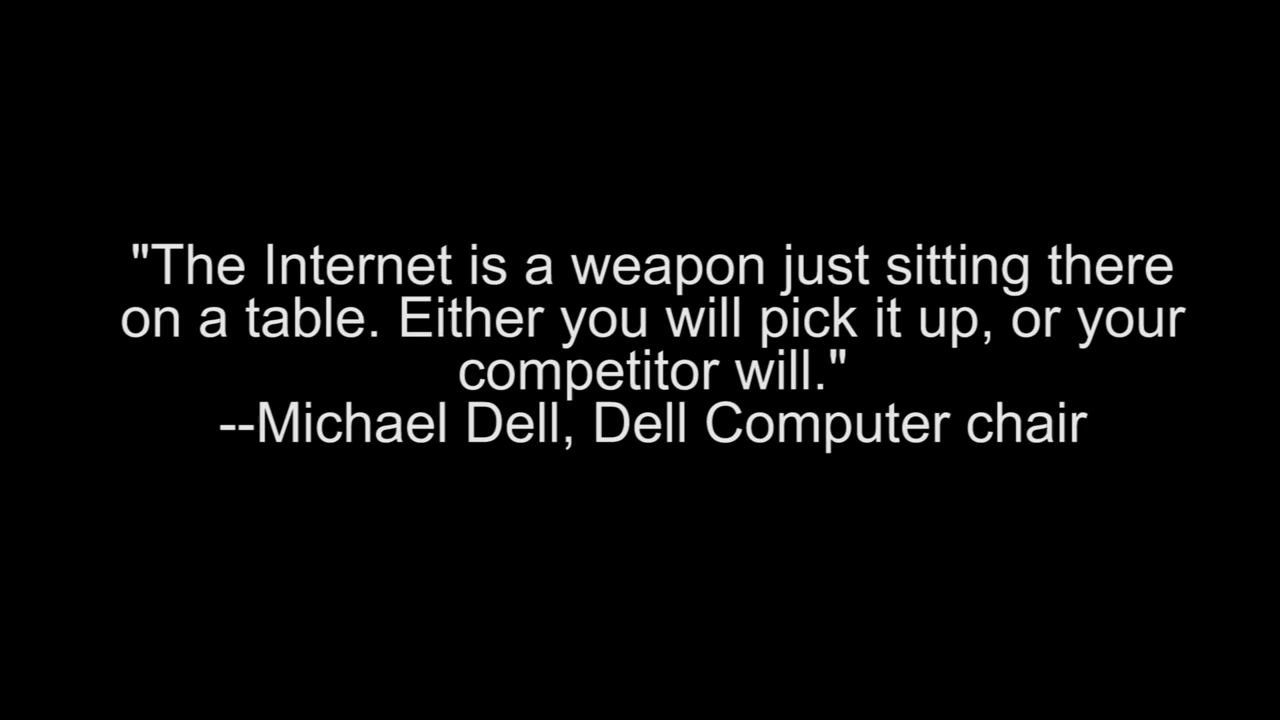 "The Internet is a weapon just sitting there
on a table. Either you will pick it up, or your
competitor will."
--Michael Dell, Dell Computer chair